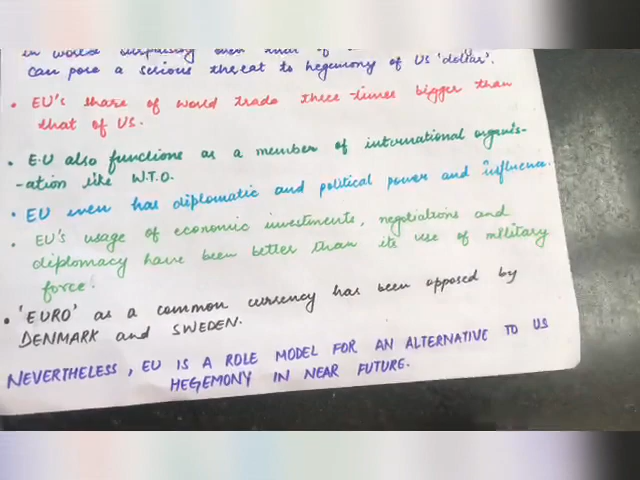 can pose a serious threat to hegemony of US 'dollar'.
• EU's share of world trade three times bigger than
that of US.
• E.U also functions as a member of international organis-
-ation like W.T.O.
• EU even has diplomatic and political power and influence.
• EU's usage of economic investments, negotiations and
diplomacy have been better than its use of military
force.
• 'EURO' as a common currency has been opposed by
DENMARK and SWEDEN.
NEVERTHELESS, EU IS A ROLE MODEL FOR AN ALTERNATIVE TO US
HEGEMONY IN NEAR FUTURE.